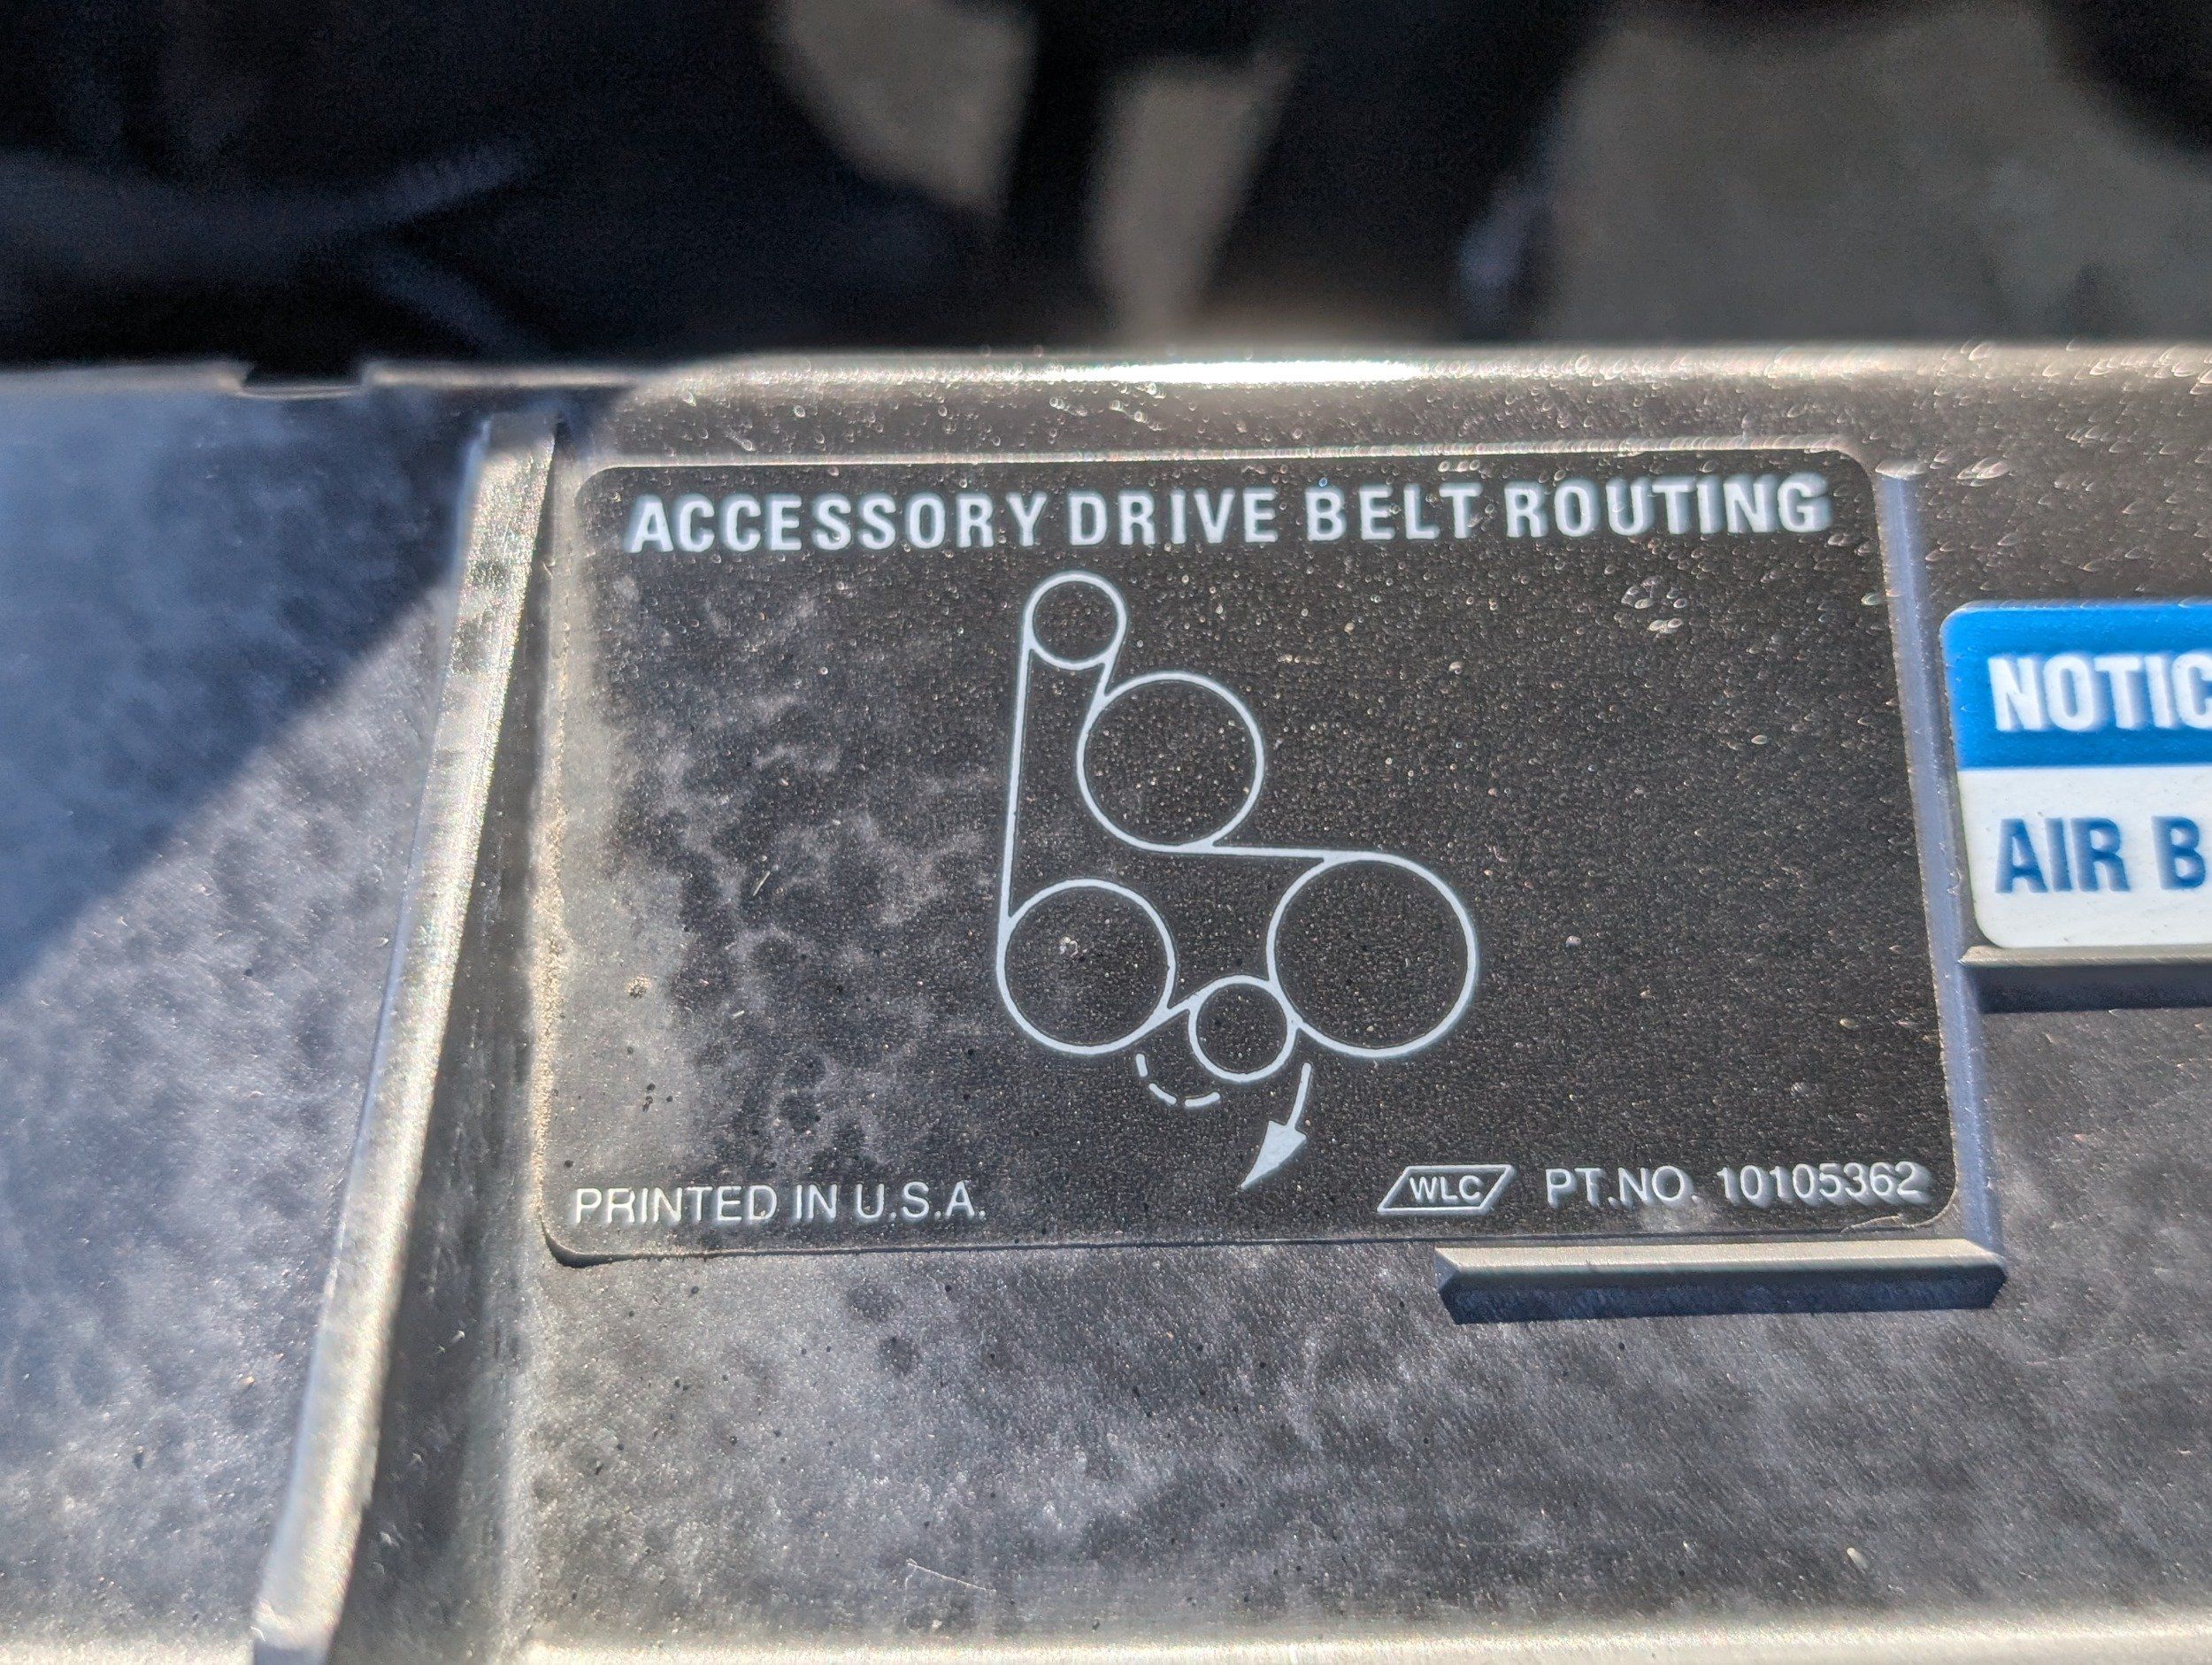 ACCESSORY DRIVE BELT ROUTING
NOTIC
AIR B
PRINTED IN U.S.A.
WLC PT.NO. 10105362